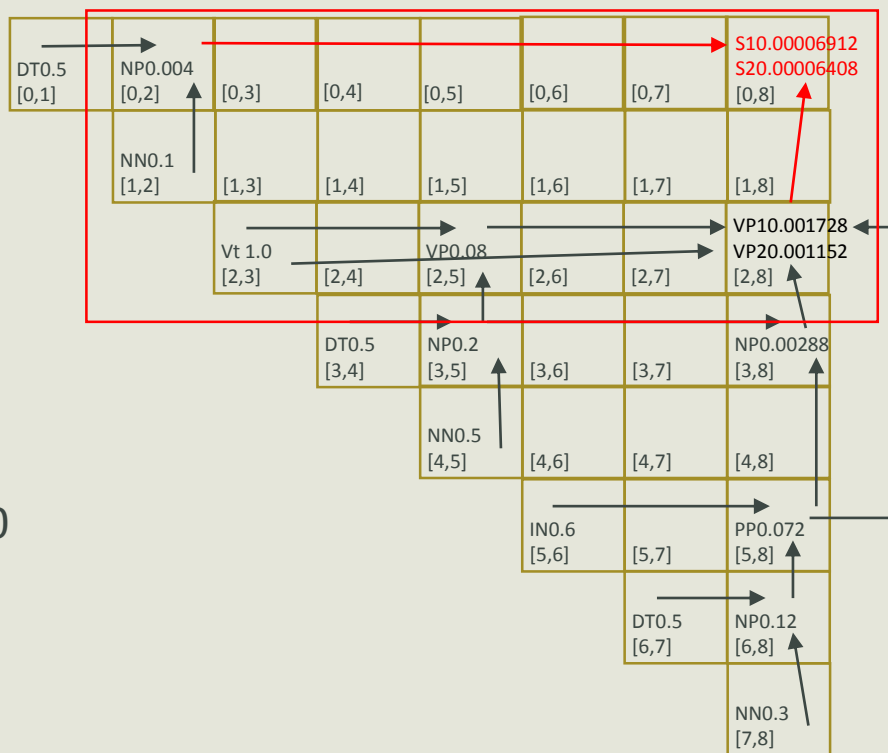 S10.00006912
DT0.5 NP0.004 S20.00006408
[0,1] [0,2] [0,3] [0,4] [0,5] [0,6] [0,7] [0,8]
NN0.1
[1,2] [1,3] [1,4] [1,5] [1,6] [1,7] [1,8]
VP10.001728
Vt 1.0 VP0.08 VP20.001152
[2,3] [2,4] [2,5] [2,6] [2,7] [2,8]
DT0.5 NP0.2 NP0.00288
[3,4] [3,5] [3,6] [3,7] [3,8]
NN0.5
[4,5] [4,6] [4,7] [4,8]
IN0.6 PP0.072
[5,6] [5,7] [5,8]
DT0.5 NP0.12
[6,7] [6,8]
NN0.3
[7,8]